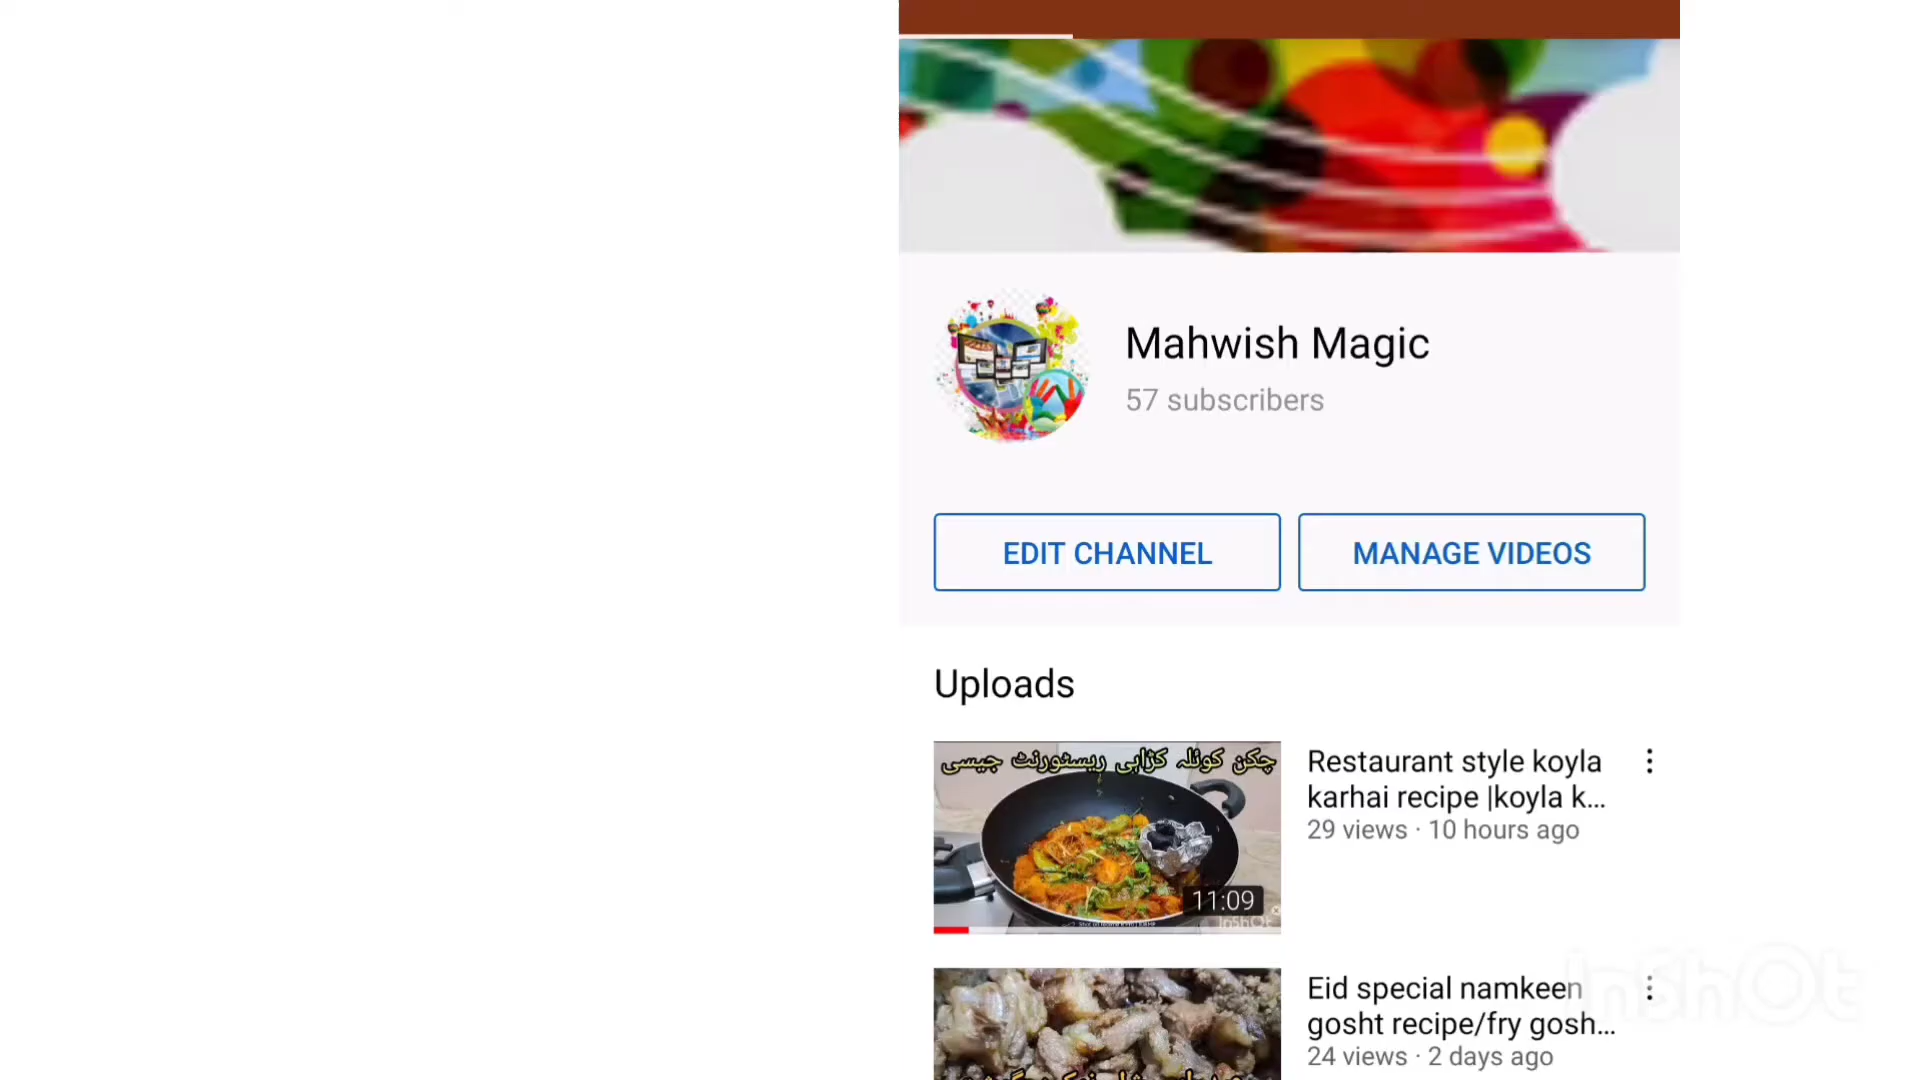 Mahwish Magic
57 subscribers
EDIT CHANNEL
MANAGE VIDEOS
Uploads
چکن کوئلہ کڑاہی ریسٹورنٹ جیسی
11:09
InShOt
Restaurant style koyla
karhai recipe |koyla k...
29 views · 10 hours ago
Eid special namkeen
gosht recipe/fry gosh...
24 views · 2 days ago
InShOt